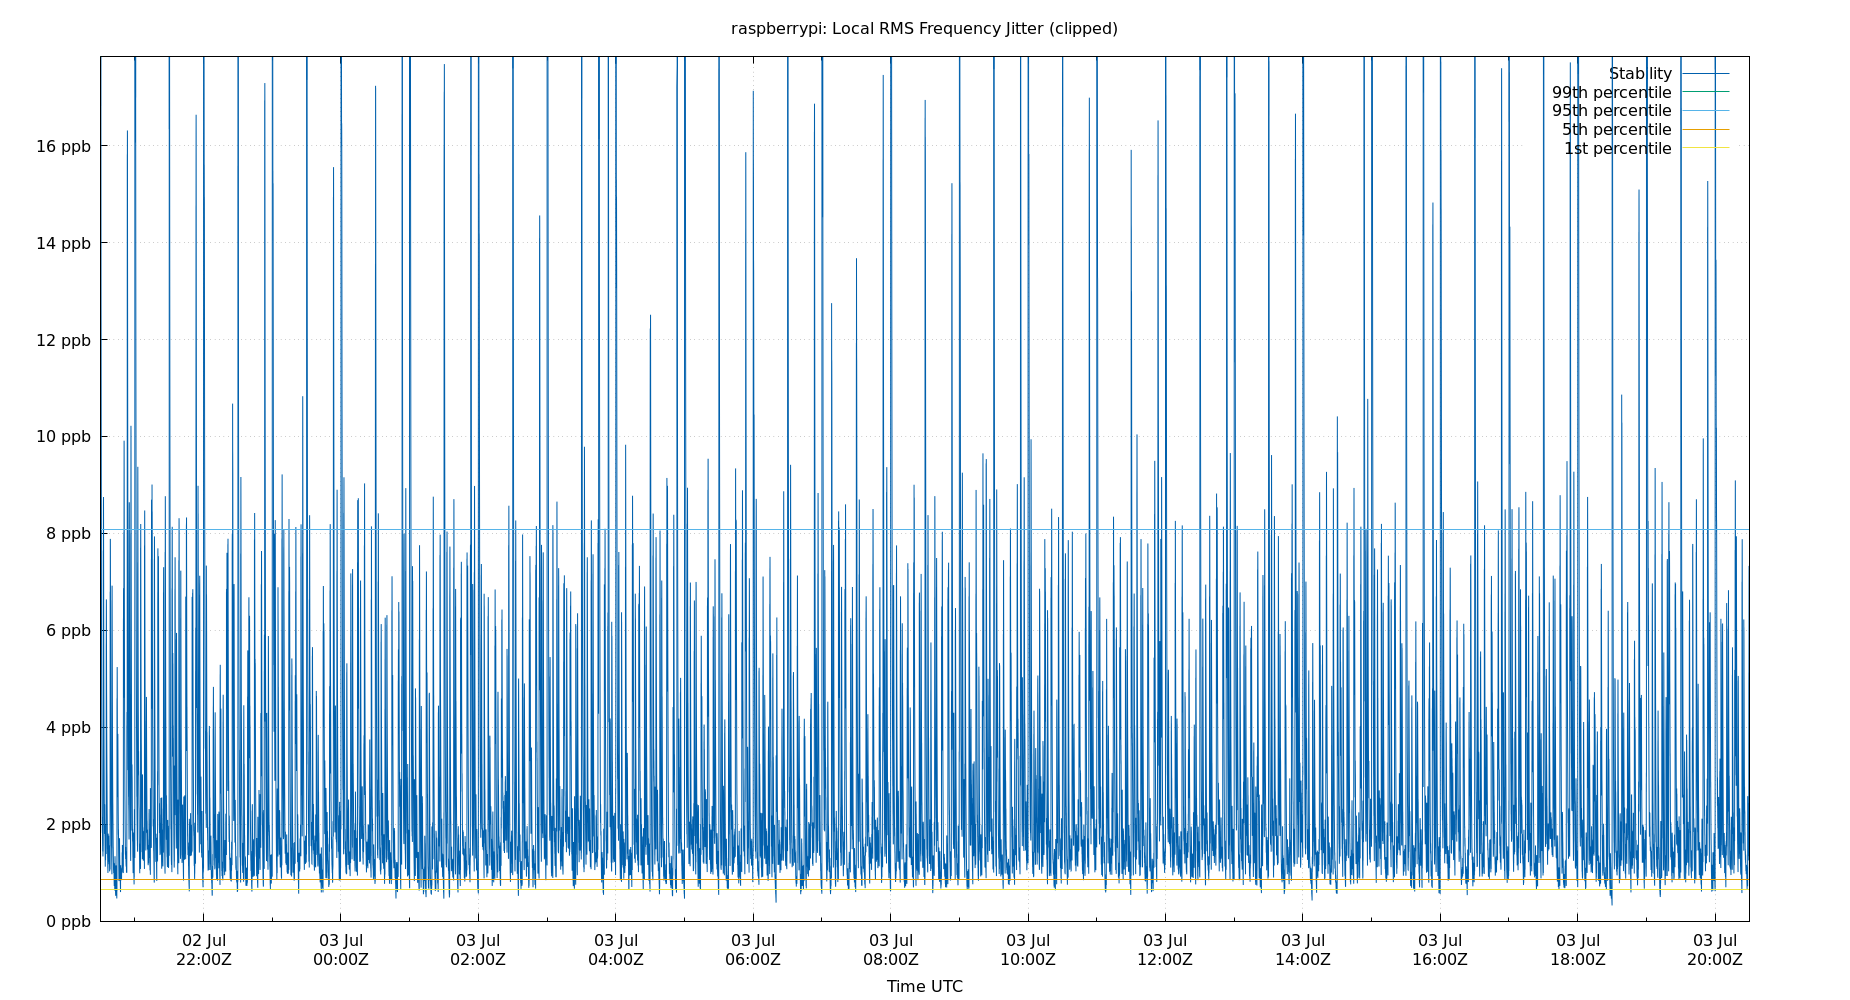 raspberrypi: Local RMS Frequency Jitter (clipped)
Stability
99th percentile
95th percentile
5th percentile
1st percentile
16 ppb
14 ppb
12 ppb
10 ppb
8 ppb
6 ppb
4 ppb
2 ppb
0 ppb
02 Jul 03 Jul 03 Jul 03 Jul 03 Jul 03 Jul 03 Jul 03 Jul 03 Jul 03 Jul 03 Jul 03 Jul
22:00Z 00:00Z 02:00Z 04:00Z 06:00Z 08:00Z 10:00Z 12:00Z 14:00Z 16:00Z 18:00Z 20:00Z
Time UTC